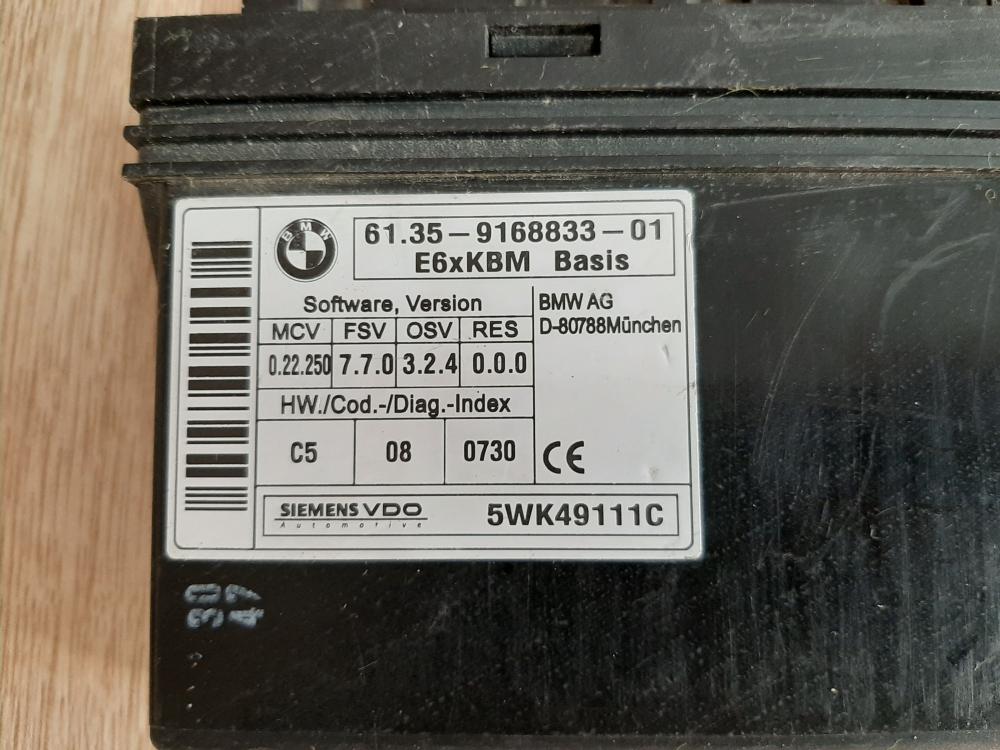 BMW
61.35-9168833-01
E6xKBM Basis
Software, Version
MCV FSV OSV RES
0.22.250 7.7.0 3.2.4 0.0.0
HW./Cod.-/Diag.-Index
C5 08 0730
BMW AG
D-80788München
CE
SIEMENS VDO
Automotive
5WK49111C